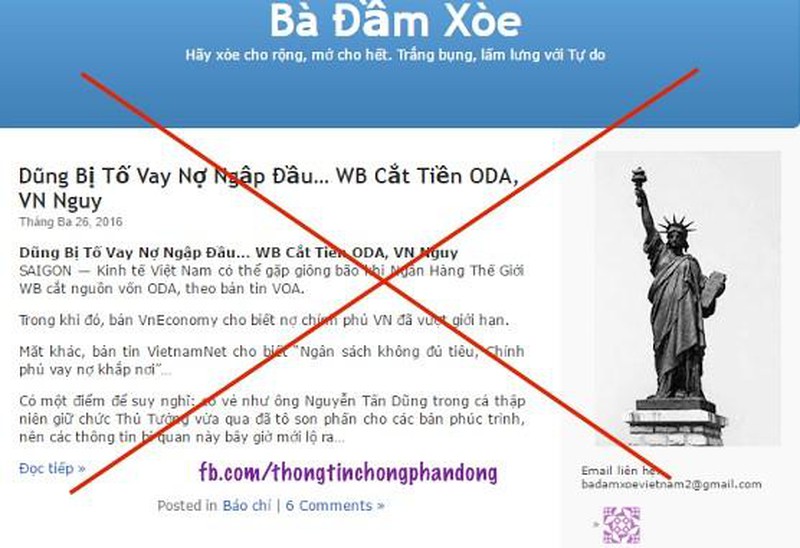 Bà Đầm Xòe
Hãy xòe cho rộng, mở cho hết. Trắng bụng, lấm lưng với Tự do
Dũng Bị Tố Vay Nợ Ngập Đầu... WB Cắt Tiền ODA,
VN Nguy
Tháng Ba 26, 2016
Dũng Bị Tố Vay Nợ Ngập Đầu... WB Cắt Tiền ODA, VN Nguy
SAIGON — Kinh tế Việt Nam có thể gặp giông bão khi Ngân Hàng Thế Giới
WB cắt nguồn vốn ODA, theo bản tin VOA.
Trong khi đó, bản VnEconomy cho biết nợ chính phủ VN đã vượt giới hạn.
Mặt khác, bản tin VietnamNet cho biết "Ngân sách không đủ tiêu, Chính
phủ vay nợ khắp nơi"...
Có một điểm để suy nghĩ: có vẻ như ông Nguyễn Tấn Dũng trong cả thập
niên giữ chức Thủ Tướng vừa qua đã tô son phấn cho các bản phúc trình,
nên các thông tin bi quan này bây giờ mới lộ ra...
Đọc tiếp »
fb.com/thongtinchongphandong
Posted in Báo chí | 6 Comments »
Email liên hệ:
badamxoevietnam2@gmail.com
»